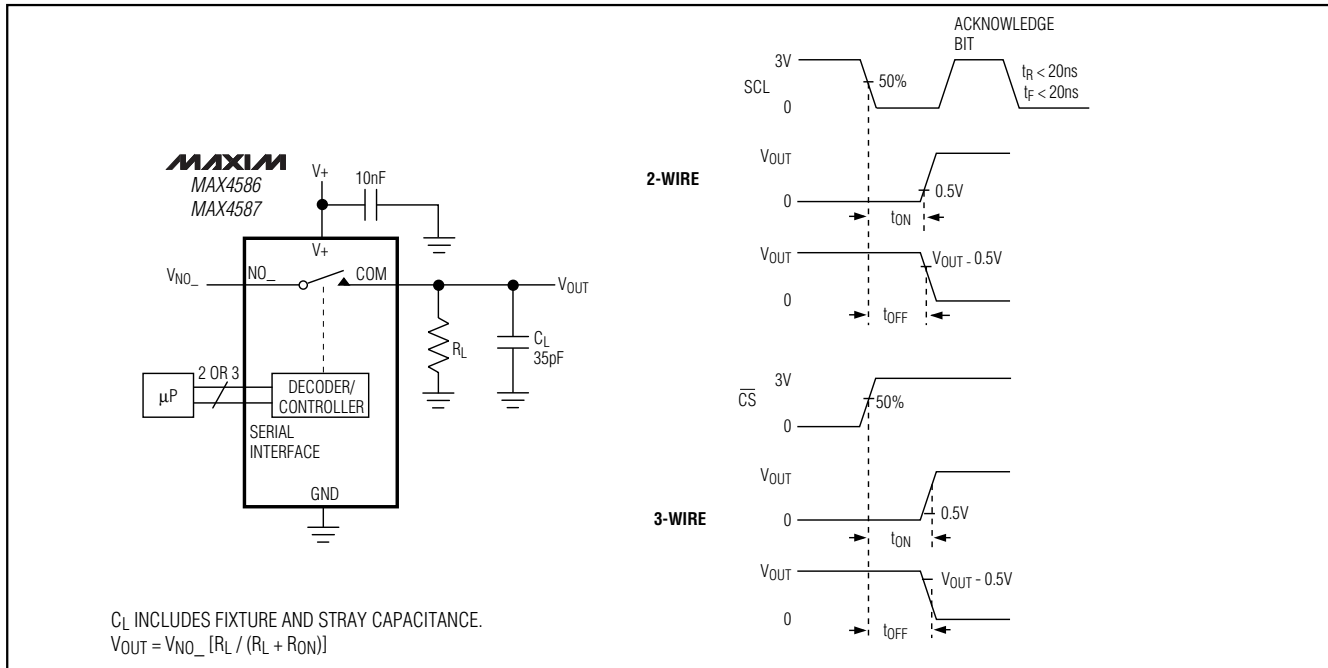 MAXIM
MAX4586
MAX4587
V+
10nF
V+
VNO_
NO_
COM
VOUT
RL
CL
35pF
µP
2 OR 3
DECODER/
CONTROLLER
SERIAL
INTERFACE
GND
CL INCLUDES FIXTURE AND STRAY CAPACITANCE.
VOUT = VNO_ [RL / (RL + RON)]
2-WIRE
ACKNOWLEDGE
BIT
3V
SCL
0
50%
tR < 20ns
tF < 20ns
VOUT
0
0.5V
tON
VOUT
0
VOUT - 0.5V
tOFF
3-WIRE
3V
C̅S̅
0
50%
VOUT
0
0.5V
tON
VOUT
0
VOUT - 0.5V
tOFF